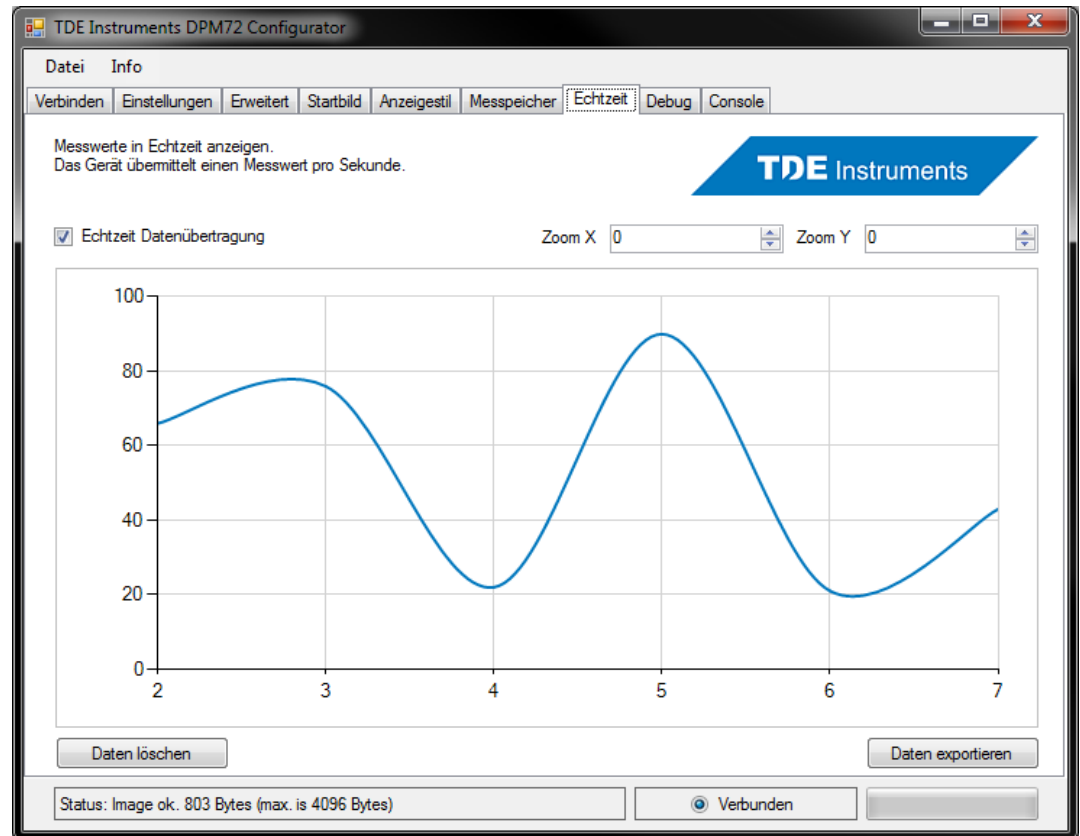 TDE Instruments DPM72 Configurator
Datei Info
Verbinden Einstellungen Erweitert Startbild Anzeigestil Messpeicher Echtzeit Debug Console
Messwerte in Echtzeit anzeigen.
Das Gerät übermittelt einen Messwert pro Sekunde.
TDE Instruments
Echtzeit Datenübertragung Zoom X 0 Zoom Y 0
100
80
60
40
20
0
2 3 4 5 6 7
Daten löschen Daten exportieren
Status: Image ok. 803 Bytes (max. is 4096 Bytes) Verbunden